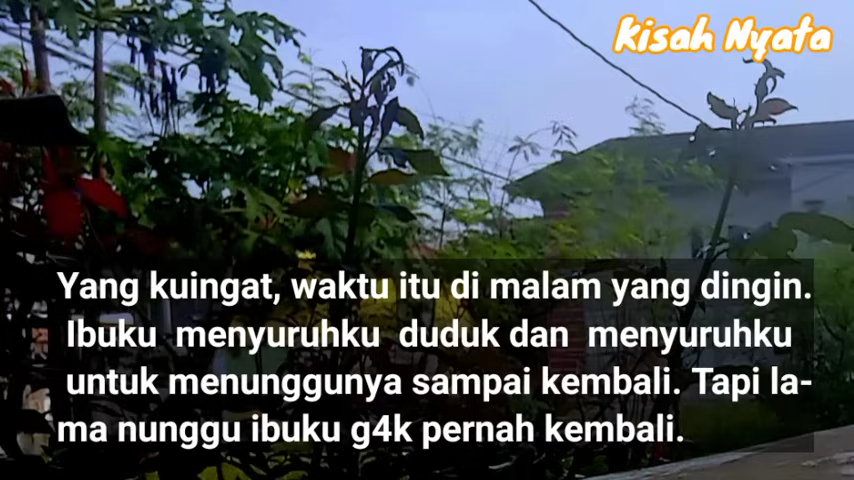 Kisah Nyata
Yang kuingat, waktu itu di malam yang dingin.
Ibuku menyuruhku duduk dan menyuruhku
untuk menunggunya sampai kembali. Tapi la-
ma nunggu ibuku g4k pernah kembali.